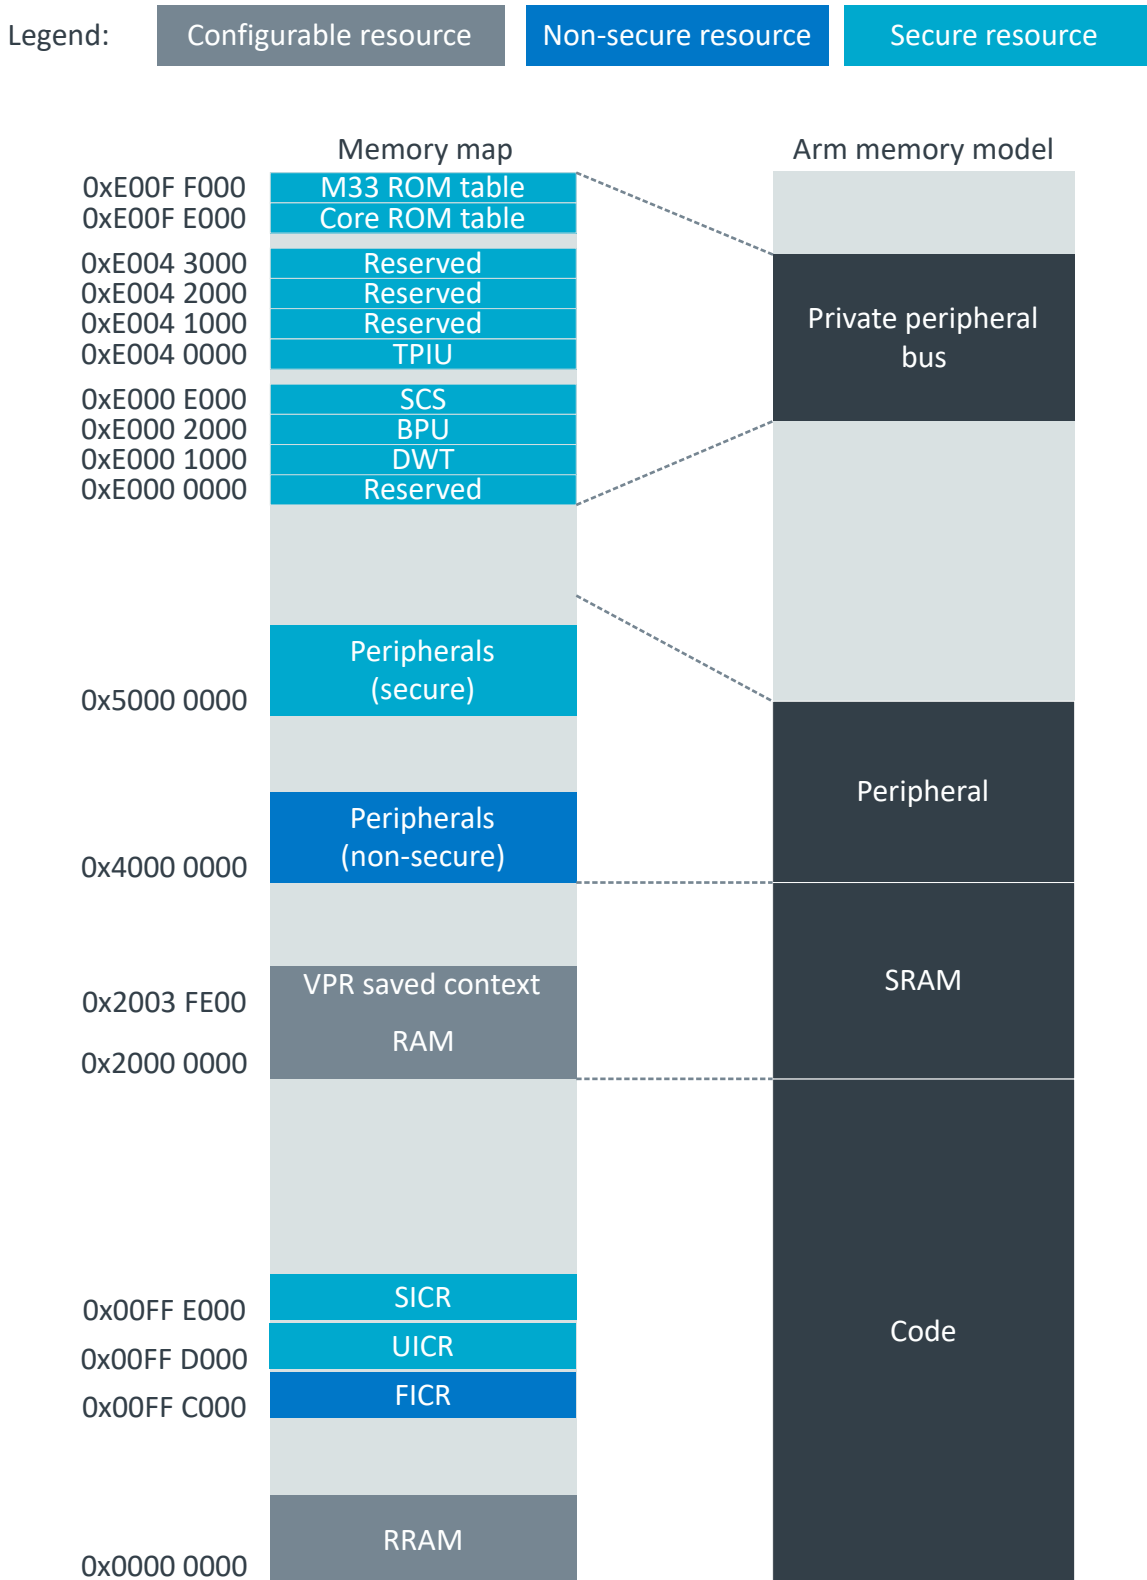 Legend:
Configurable resource
Non-secure resource
Secure resource
Memory map
Arm memory model
0xE00F F000
M33 ROM table
0xE00F E000
Core ROM table
0xE004 3000
Reserved
0xE004 2000
Reserved
0xE004 1000
Reserved
0xE004 0000
TPIU
Private peripheral
bus
0xE000 E000
SCS
0xE000 2000
BPU
0xE000 1000
DWT
0xE000 0000
Reserved
Peripherals
(secure)
0x5000 0000
Peripheral
Peripherals
(non-secure)
0x4000 0000
VPR saved context
0x2003 FE00
SRAM
RAM
0x2000 0000
SICR
0x00FF E000
Code
UICR
0x00FF D000
FICR
0x00FF C000
RRAM
0x0000 0000